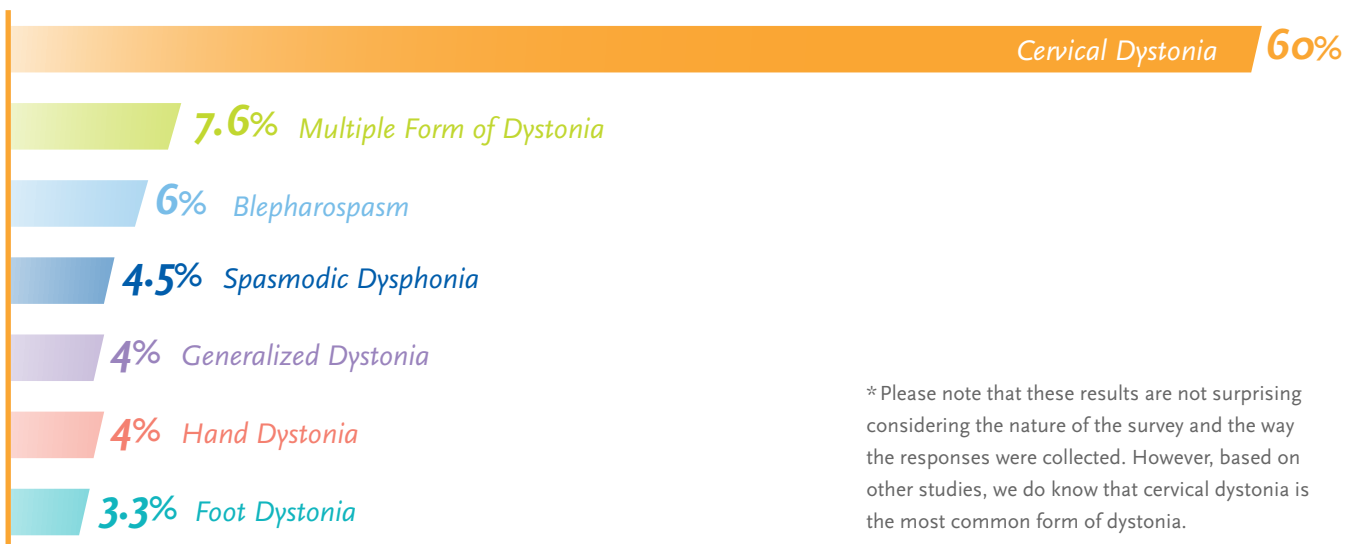 Cervical Dystonia 60%
7.6% Multiple Form of Dystonia
6% Blepharospasm
4.5% Spasmodic Dysphonia
4% Generalized Dystonia
4% Hand Dystonia
3.3% Foot Dystonia
* Please note that these results are not surprising
considering the nature of the survey and the way
the responses were collected. However, based on
other studies, we do know that cervical dystonia is
the most common form of dystonia.